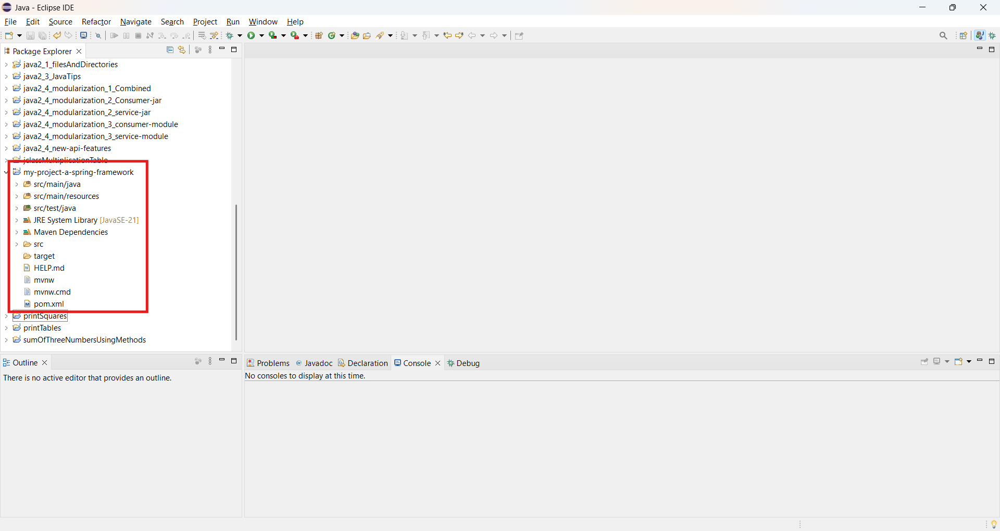 Java - Eclipse IDE
File Edit Source Refactor Navigate Search Project Run Window Help
Package Explorer
java2_1_filesAndDirectories
java2_3_JavaTips
java2_4_modularization_1_Combined
java2_4_modularization_2_Consumer-jar
java2_4_modularization_2_service-jar
java2_4_modularization_3_consumer-module
java2_4_modularization_3_service-module
java2_4_new-api-features
jclassMultiplicationTable
my-project-a-spring-framework
src/main/java
src/main/resources
src/test/java
JRE System Library [JavaSE-21]
Maven Dependencies
src
target
HELP.md
mvnw
mvnw.cmd
pom.xml
printSquares
printTables
sumOfThreeNumbersUsingMethods
Outline
There is no active editor that provides an outline.
Problems @ Javadoc Declaration Console Debug
No consoles to display at this time.